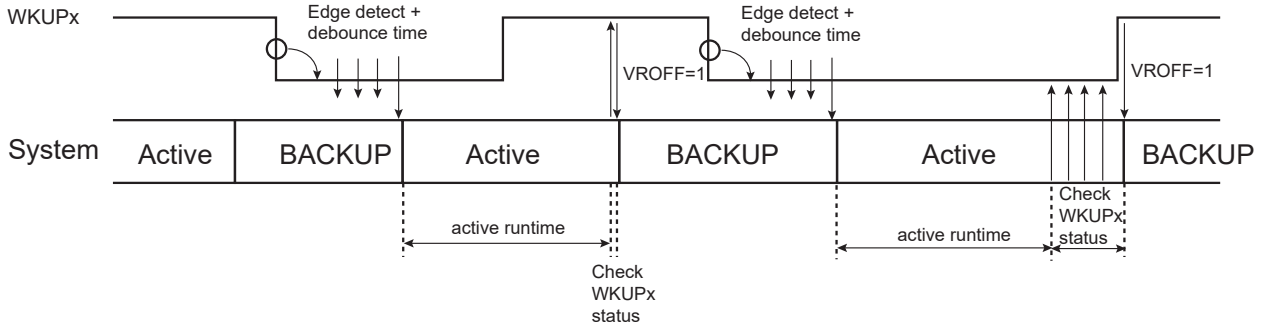 WKUPx
Edge detect +
debounce time
VROFF=1
Edge detect +
debounce time
VROFF=1
System
Active
BACKUP
Active
BACKUP
Active
BACKUP
active runtime
Check
WKUPx
status
active runtime
Check
WKUPx
status